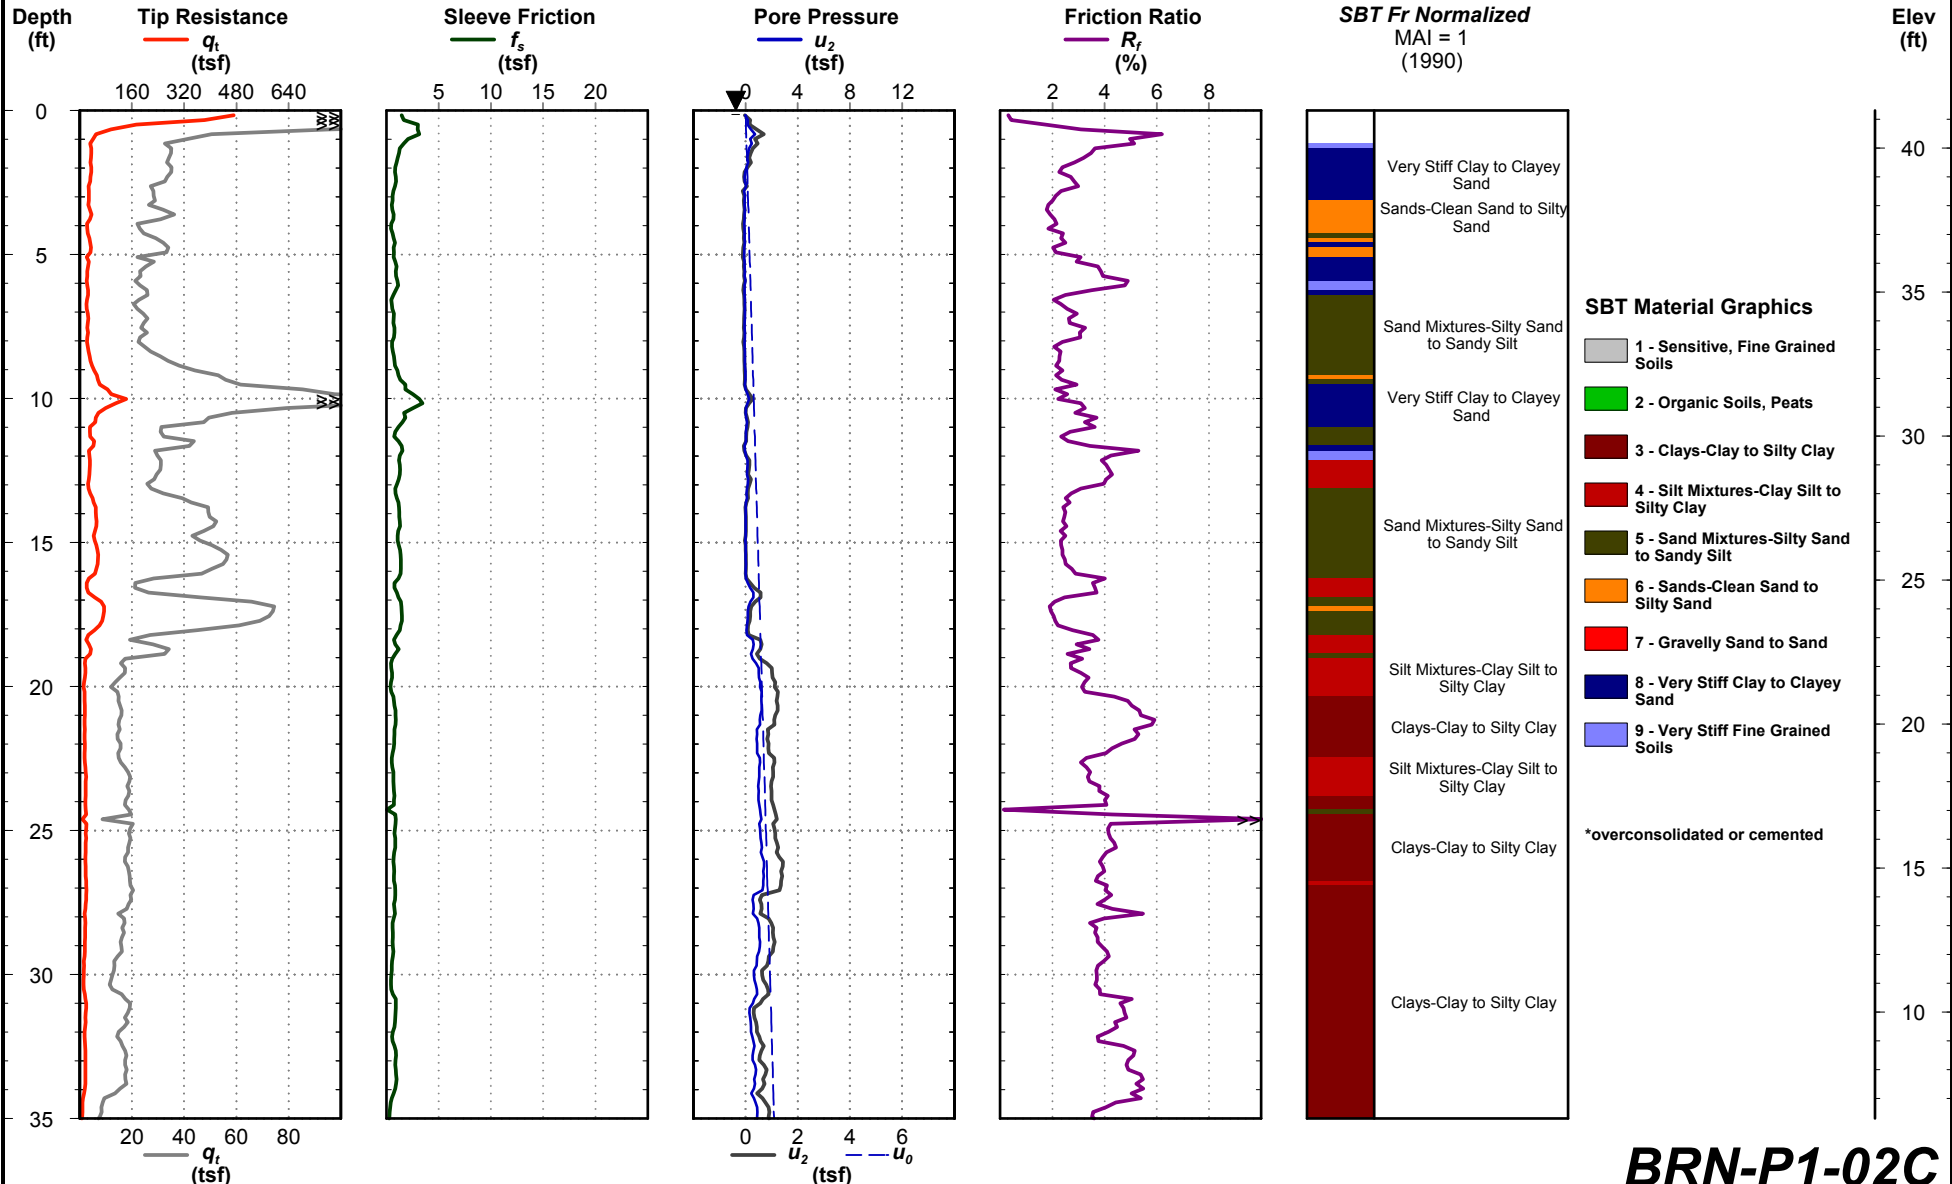 Depth
(ft)
Tip Resistance
qt
(tsf)
160 320 480 640
Sleeve Friction
fs
(tsf)
5 10 15 20
Pore Pressure
u2
(tsf)
0 4 8 12
Friction Ratio
Rf
(%)
2 4 6 8
SBT Fr Normalized
MAI = 1
(1990)
Elev
(ft)
0
5
10
15
20
25
30
35
>>
>>
>>
>>
>>
Very Stiff Clay to Clayey
Sand
Sands-Clean Sand to Silty
Sand
Sand Mixtures-Silty Sand
to Sandy Silt
Very Stiff Clay to Clayey
Sand
Sand Mixtures-Silty Sand
to Sandy Silt
Silt Mixtures-Clay Silt to
Silty Clay
Clays-Clay to Silty Clay
Silt Mixtures-Clay Silt to
Silty Clay
Clays-Clay to Silty Clay
Clays-Clay to Silty Clay
SBT Material Graphics
1 - Sensitive, Fine Grained
Soils
2 - Organic Soils, Peats
3 - Clays-Clay to Silty Clay
4 - Silt Mixtures-Clay Silt to
Silty Clay
5 - Sand Mixtures-Silty Sand
to Sandy Silt
6 - Sands-Clean Sand to
Silty Sand
7 - Gravelly Sand to Sand
8 - Very Stiff Clay to Clayey
Sand
9 - Very Stiff Fine Grained
Soils
*overconsolidated or cemented
40
35
30
25
20
15
10
20 40 60 80
qt
(tsf)
0 2 4 6
u2 u0
(tsf)
BRN-P1-02C